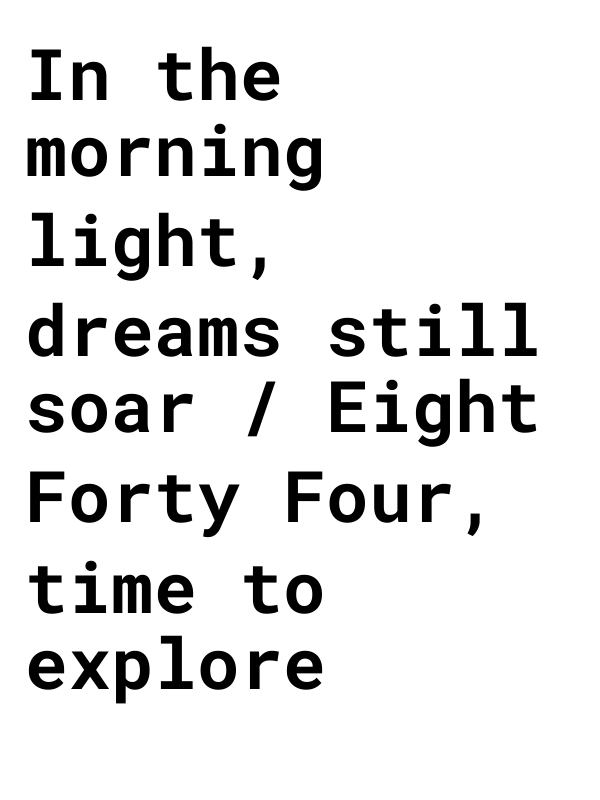 In the
morning
light,
dreams still
soar / Eight
Forty Four,
time to
explore